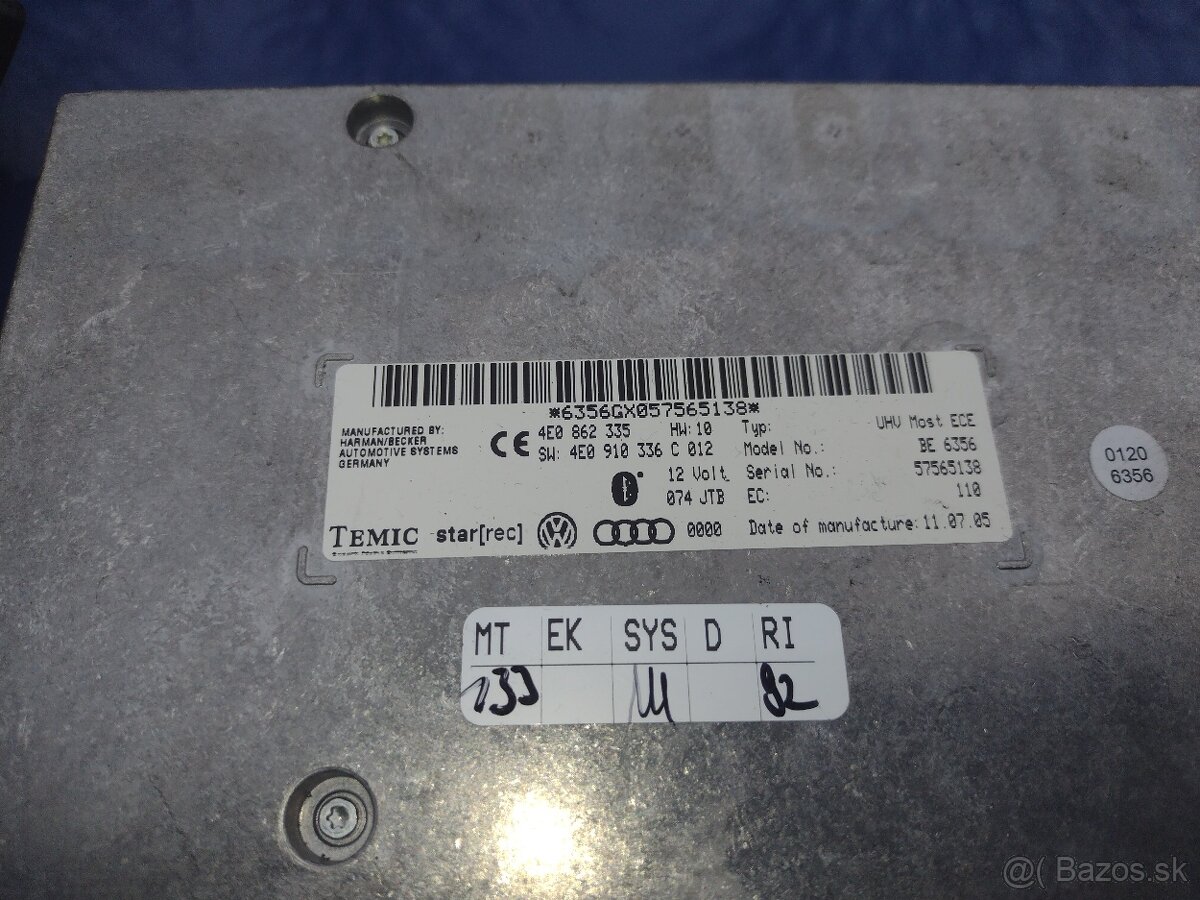 *6356GX057565138*
MANUFACTURED BY:
HARMAN/BECKER
AUTOMOTIVE SYSTEMS
GERMANY
CE
4E0 862 335 HW:10
SW: 4E0 910 336 C 012
12 Volt
074 JTB
Typ: UHV Most ECE
Model No.: BE 6356
Serial No.: 57565138
EC: 110
TEMIC star[rec] 0000 Date of manufacture: 11.07.05
0120
6356
MT EK SYS D RI
133 82
@( Bazos.sk